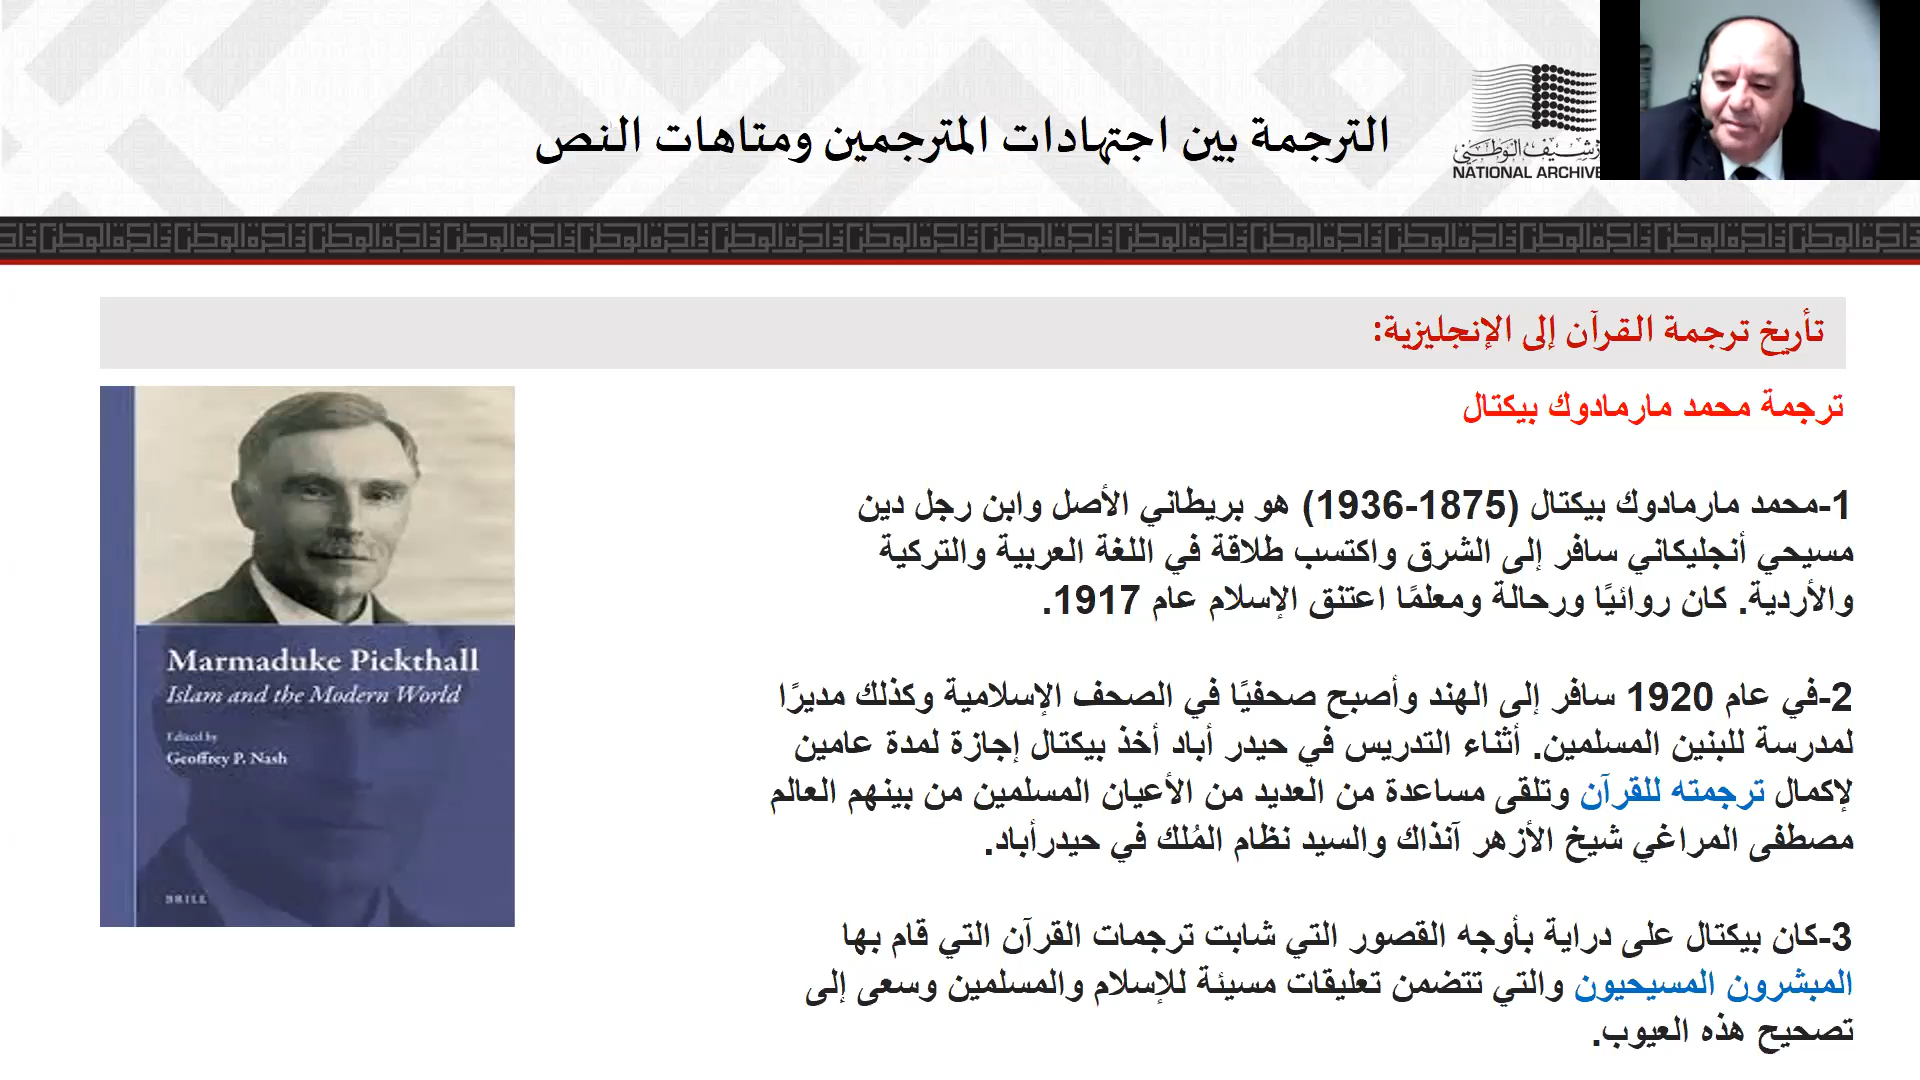 الترجمة بين اجتهادات المترجمين ومتاهات النص
NATIONAL ARCHIVE
تأريخ ترجمة القرآن إلى الإنجليزية:
ترجمة محمد مارمادوك بيكتال
1-محمد مارمادوك بيكتال (1875-1936) هو بريطاني الأصل وابن رجل دين
مسيحي أنجليكاني سافر إلى الشرق واكتسب طلاقة في اللغة العربية والتركية
والأردية. كان روائيًا ورحالة ومعلمًا اعتنق الإسلام عام 1917.
2-في عام 1920 سافر إلى الهند وأصبح صحفيًا في الصحف الإسلامية وكذلك مديرًا
لمدرسة للبنين المسلمين. أثناء التدريس في حيدر أباد أخذ بيكتال إجازة لمدة عامين
لإكمال ترجمته للقرآن وتلقى مساعدة من العديد من الأعيان المسلمين من بينهم العالم
مصطفى المراغي شيخ الأزهر آنذاك والسيد نظام المُلك في حيدرأباد.
3-كان بيكتال على دراية بأوجه القصور التي شابت ترجمات القرآن التي قام بها
المبشرون المسيحيون والتي تتضمن تعليقات مسيئة للإسلام والمسلمين وسعى إلى
تصحيح هذه العيوب.
Marmaduke Pickthall
Islam and the Modern World
Edited by
Geoffrey P. Nash
BRILL